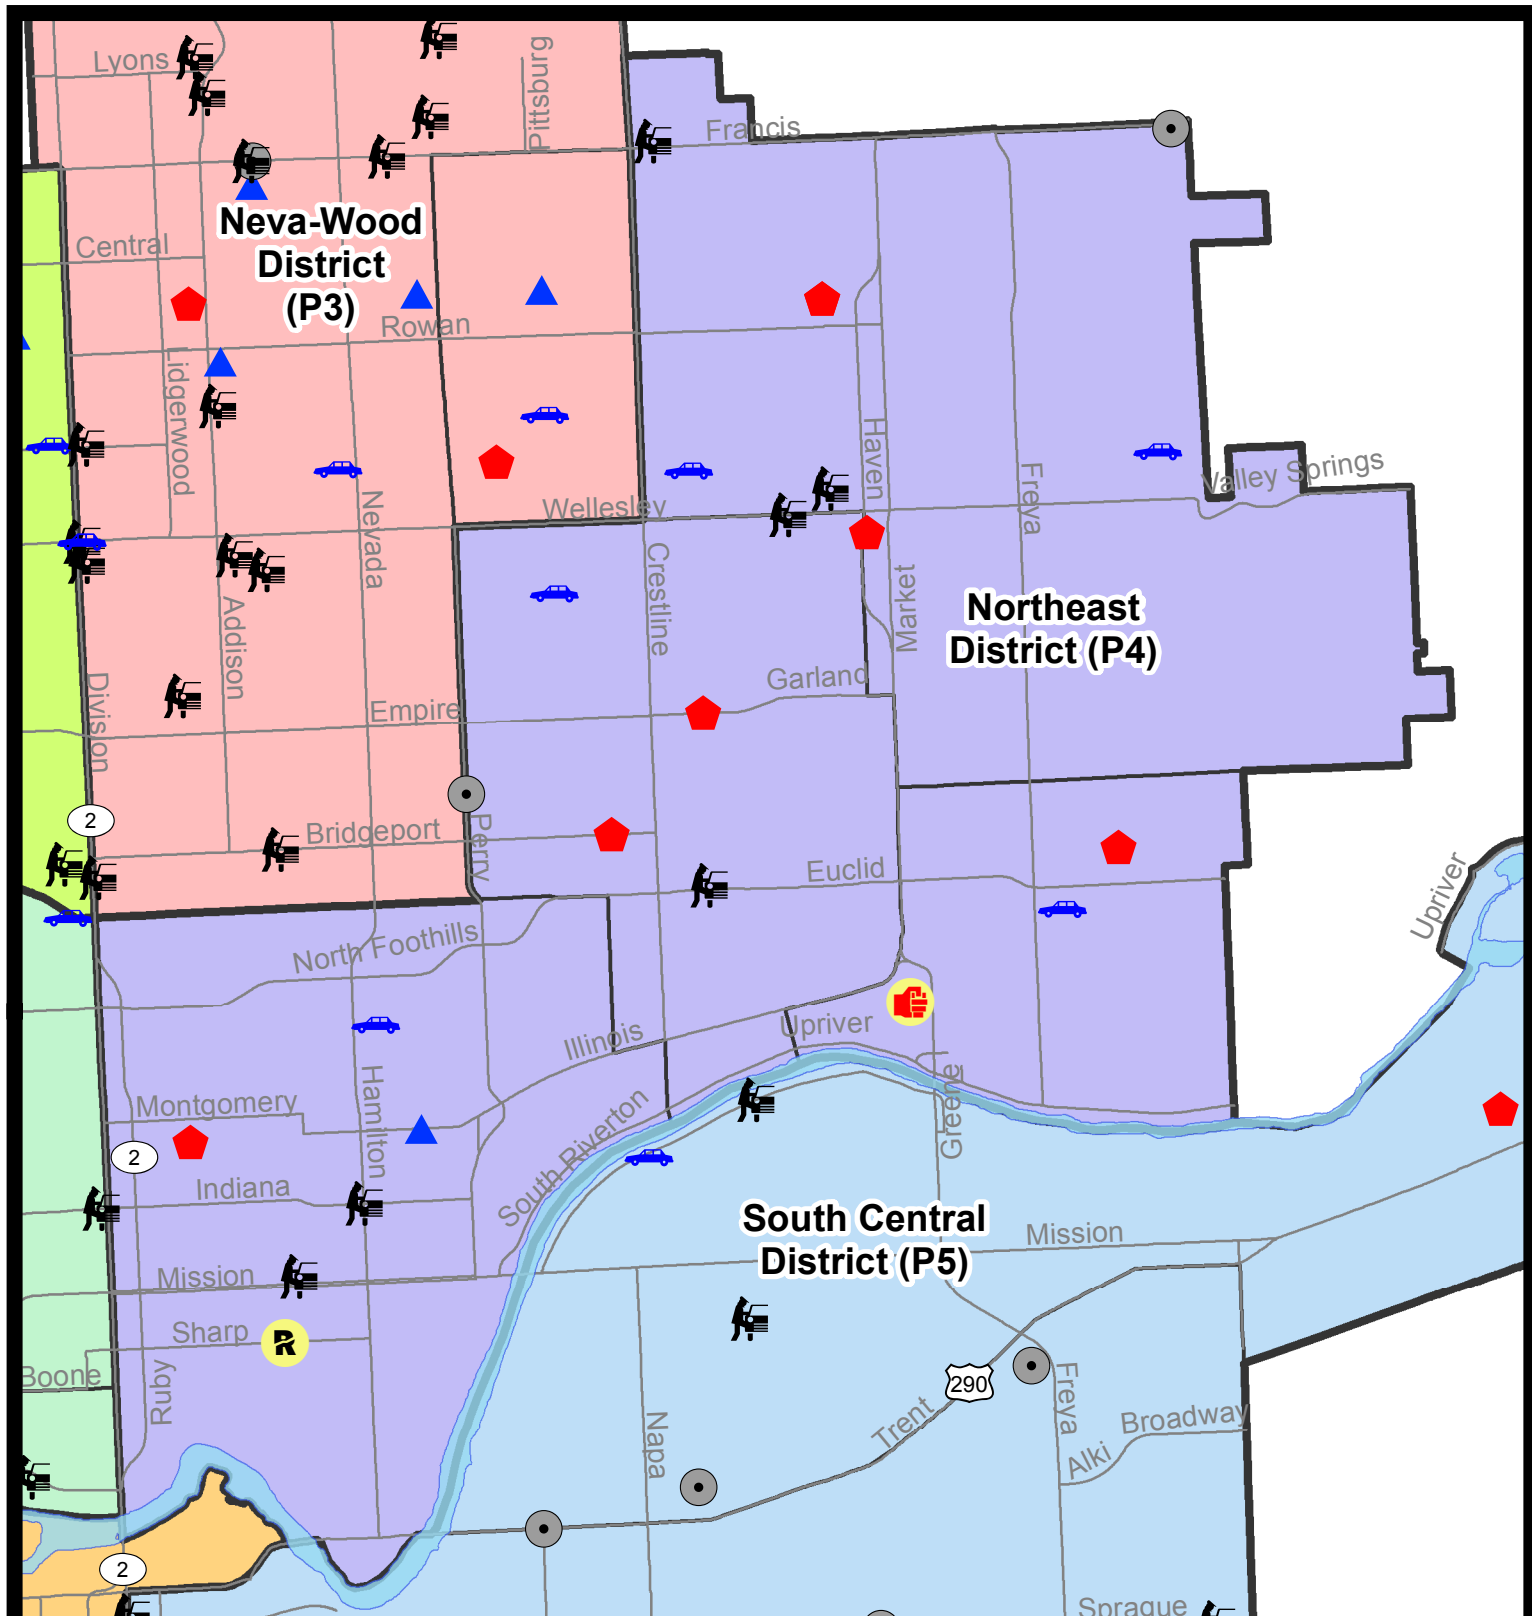 Lyons
Pittsburg
Francis
Neva-Wood
District
(P3)
Central
Rowan
Lidgerwood
Haven
Freya
Valley Springs
Wellesley
Nevada
Crestline
Market
Northeast
District (P4)
Addison
Garland
Division
Empire
2
Bridgeport
Perry
Euclid
Upriver
North Foothills
Illinois
Upriver
Hamilton
Greene
Montgomery
2
South Riverton
Indiana
South Central
District (P5)
Mission
Mission
Sharp
R
Boone
Ruby
290
Freya
Napa
Trent
Broadway
Alki
2
Sprague